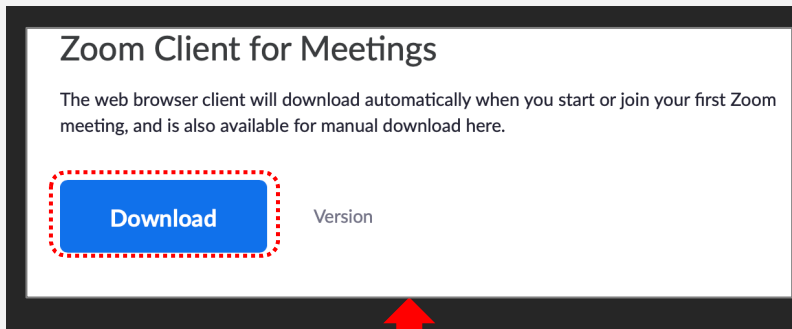 Zoom Client for Meetings
The web browser client will download automatically when you start or join your first Zoom
meeting, and is also available for manual download here.
Download
Version